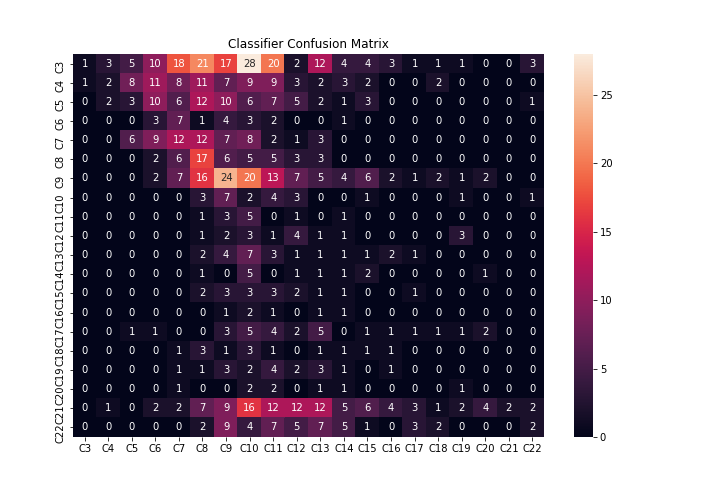 Classifier Confusion Matrix
C3 1 3 5 10 18 21 17 28 20 2 12 4 4 3 1 1 1 0 0 3
C4 1 2 8 11 8 11 7 9 9 3 2 3 2 0 0 2 0 0 0 0
C5 0 2 3 10 6 12 10 6 7 5 2 1 3 0 0 0 0 0 0 1
C6 0 0 0 3 7 1 4 3 2 0 0 1 0 0 0 0 0 0 0 0
C7 0 0 6 9 12 12 7 8 2 1 3 0 0 0 0 0 0 0 0 0
C8 0 0 0 2 6 17 6 5 5 3 3 0 0 0 0 0 0 0 0 0
C9 0 0 0 2 7 16 24 20 13 7 5 4 6 2 1 2 1 2 0 0
C10 0 0 0 0 0 3 7 2 4 3 0 0 1 0 0 0 1 0 0 1
C11 0 0 0 0 0 1 3 5 0 1 0 1 0 0 0 0 0 0 0 0
C12 0 0 0 0 0 1 2 3 1 4 1 1 0 0 0 0 3 0 0 0
C13 0 0 0 0 0 2 4 7 3 1 1 1 1 2 1 0 0 0 0 0
C14 0 0 0 0 0 1 0 5 0 1 1 1 2 0 0 0 0 1 0 0
C15 0 0 0 0 0 2 3 3 3 2 1 1 0 0 1 0 0 0 0 0
C16 0 0 0 0 0 0 1 2 1 0 1 1 0 0 0 0 0 0 0 0
C17 0 0 1 1 0 0 3 5 4 2 5 0 1 1 1 1 1 2 0 0
C18 0 0 0 0 1 3 1 3 1 0 1 1 1 1 0 0 0 0 0 0
C19 0 0 0 0 1 1 3 2 4 2 3 1 0 1 0 0 0 0 0 0
C20 0 0 0 0 1 0 0 2 2 0 1 1 0 0 0 0 1 0 0 0
C21 0 1 0 2 2 7 9 16 12 12 12 5 6 4 3 1 2 4 2 2
C22 0 0 0 0 0 2 9 4 7 5 7 5 1 0 3 2 0 0 0 2
C3 C4 C5 C6 C7 C8 C9 C10 C11 C12 C13 C14 C15 C16 C17 C18 C19 C20 C21 C22
25
20
15
10
5
0